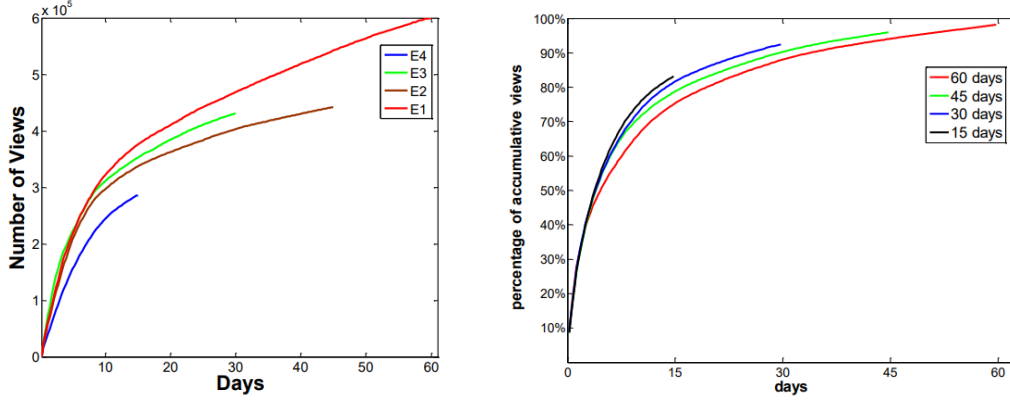 x 10^5
6
5
4
3
2
1
0
10 20 30 40 50 60
Number of Views
Days
E4
E3
E2
E1
100%
90%
80%
70%
60%
50%
40%
30%
20%
10%
0 15 30 45 60
percentage of accumulative views
days
60 days
45 days
30 days
15 days